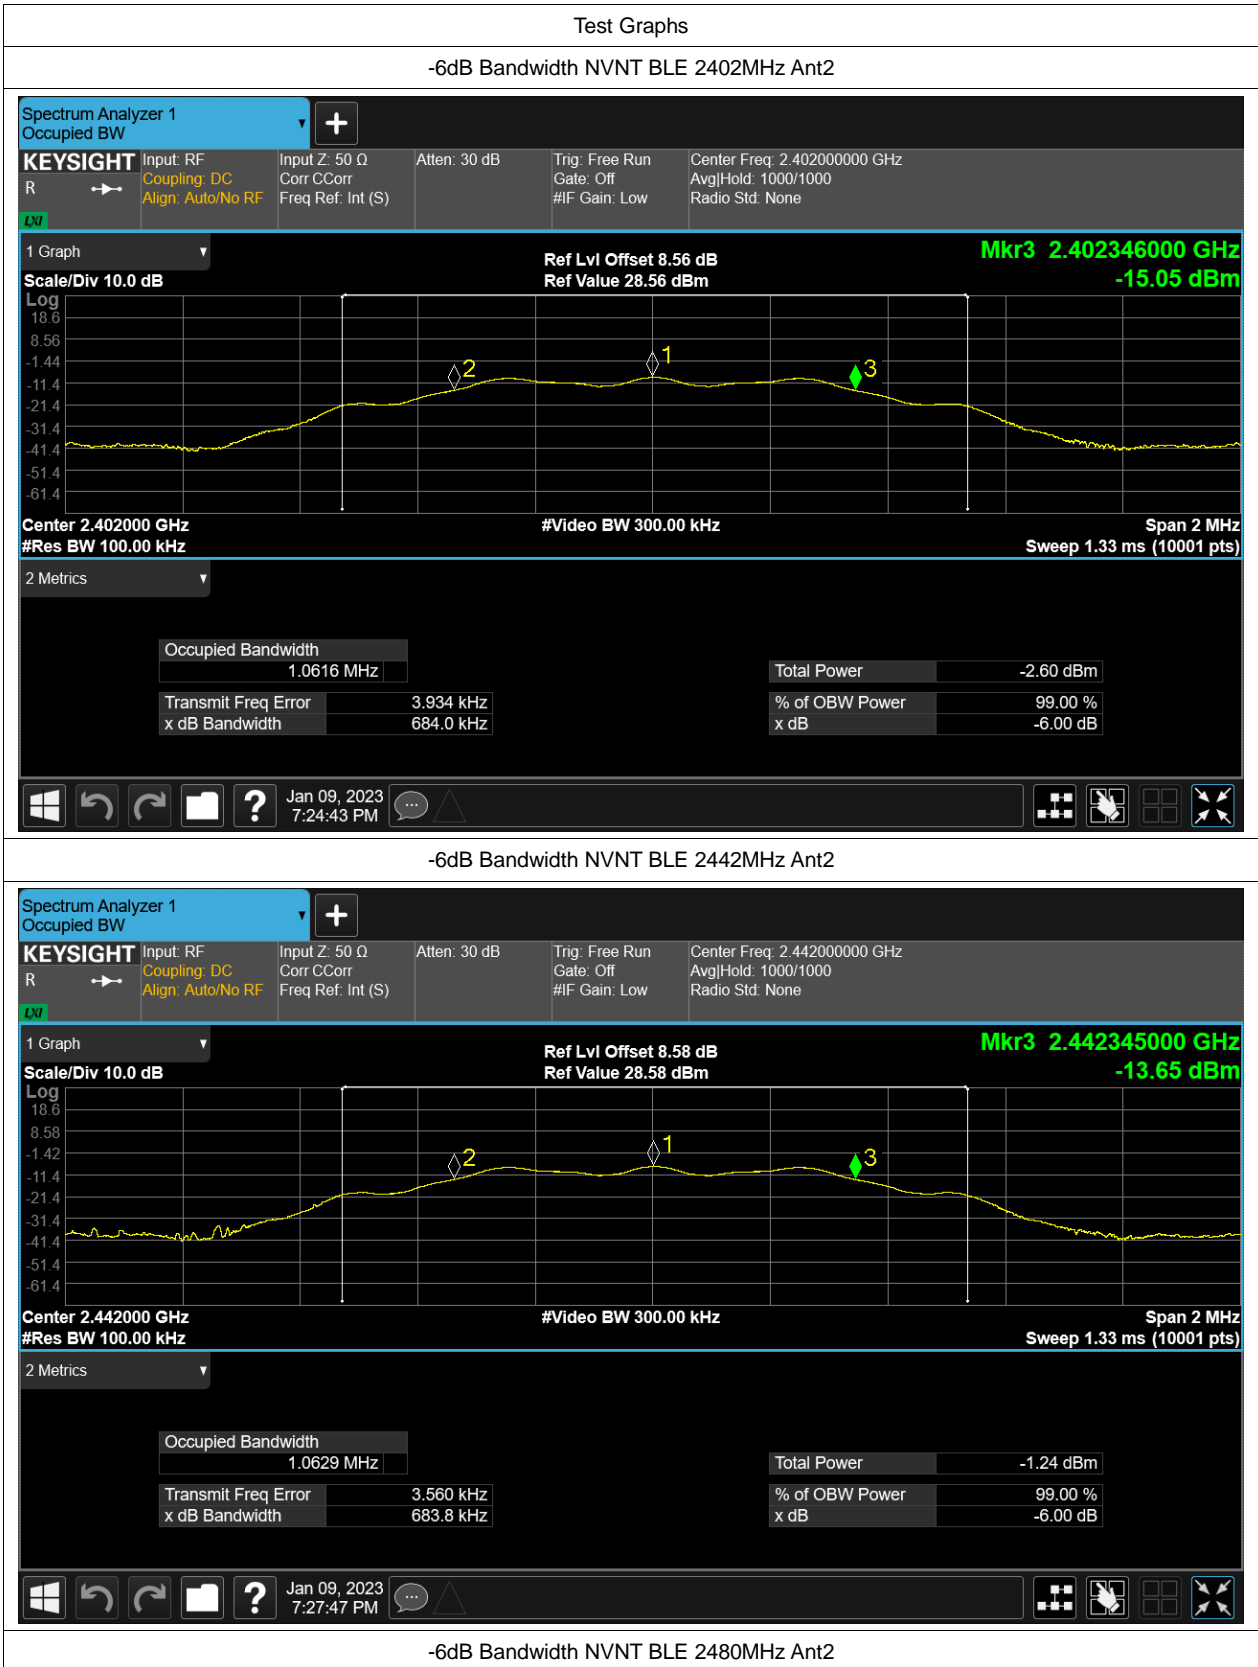 Test Graphs
-6dB Bandwidth NVNT BLE 2402MHz Ant2
Spectrum Analyzer 1
Occupied BW
KEYSIGHT
R
LXI
Input: RF
Coupling: DC
Align: Auto/No RF
Input Z: 50 Ω
Corr CCorr
Freq Ref: Int (S)
Atten: 30 dB
Trig: Free Run
Gate: Off
#IF Gain: Low
Center Freq: 2.402000000 GHz
Avg|Hold: 1000/1000
Radio Std: None
1 Graph
Scale/Div 10.0 dB
Ref Lvl Offset 8.56 dB
Ref Value 28.56 dBm
Mkr3 2.402346000 GHz
-15.05 dBm
Log
18.6
8.56
-1.44
-11.4
-21.4
-31.4
-41.4
-51.4
-61.4
2
1
3
Center 2.402000 GHz
#Res BW 100.00 kHz
#Video BW 300.00 kHz
Span 2 MHz
Sweep 1.33 ms (10001 pts)
2 Metrics
Occupied Bandwidth
1.0616 MHz
Transmit Freq Error 3.934 kHz
x dB Bandwidth 684.0 kHz
Total Power -2.60 dBm
% of OBW Power 99.00 %
x dB -6.00 dB
?
Jan 09, 2023
7:24:43 PM
-6dB Bandwidth NVNT BLE 2442MHz Ant2
Spectrum Analyzer 1
Occupied BW
KEYSIGHT
R
LXI
Input: RF
Coupling: DC
Align: Auto/No RF
Input Z: 50 Ω
Corr CCorr
Freq Ref: Int (S)
Atten: 30 dB
Trig: Free Run
Gate: Off
#IF Gain: Low
Center Freq: 2.442000000 GHz
Avg|Hold: 1000/1000
Radio Std: None
1 Graph
Scale/Div 10.0 dB
Ref Lvl Offset 8.58 dB
Ref Value 28.58 dBm
Mkr3 2.442345000 GHz
-13.65 dBm
Log
18.6
8.58
-1.42
-11.4
-21.4
-31.4
-41.4
-51.4
-61.4
2
1
3
Center 2.442000 GHz
#Res BW 100.00 kHz
#Video BW 300.00 kHz
Span 2 MHz
Sweep 1.33 ms (10001 pts)
2 Metrics
Occupied Bandwidth
1.0629 MHz
Transmit Freq Error 3.560 kHz
x dB Bandwidth 683.8 kHz
Total Power -1.24 dBm
% of OBW Power 99.00 %
x dB -6.00 dB
?
Jan 09, 2023
7:27:47 PM
-6dB Bandwidth NVNT BLE 2480MHz Ant2